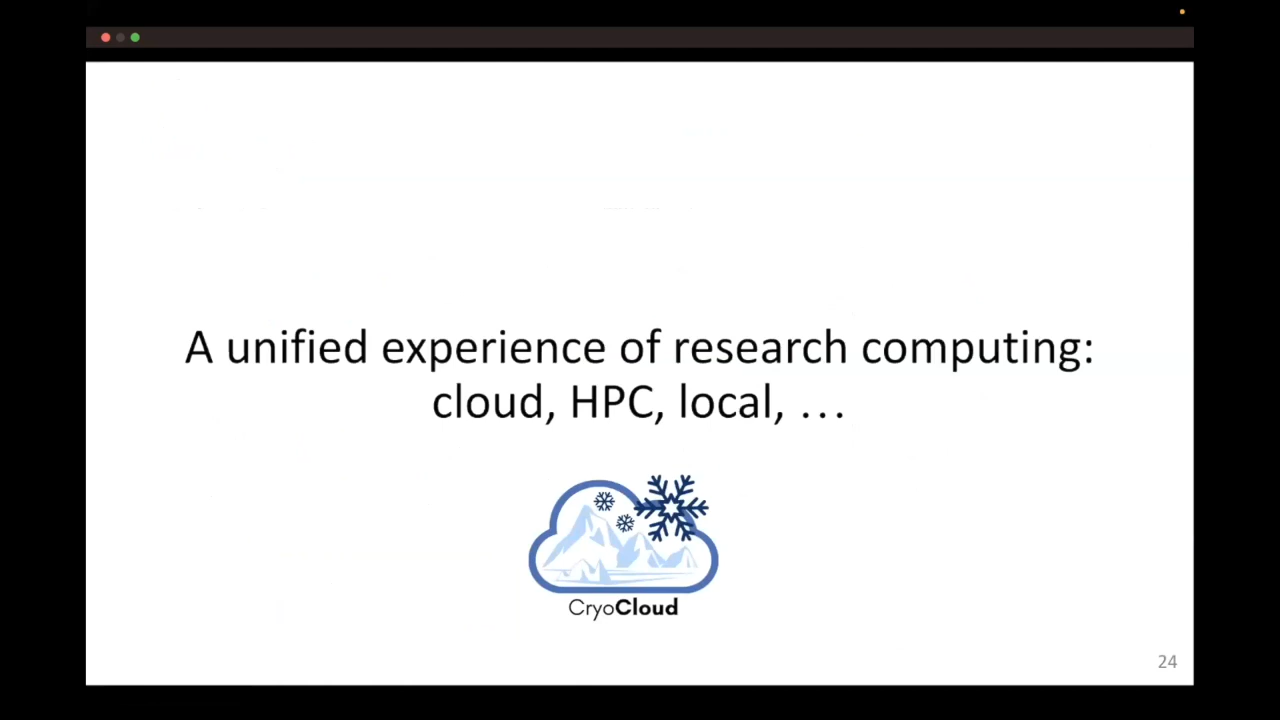 A unified experience of research computing:
cloud, HPC, local, …
CryoCloud
24